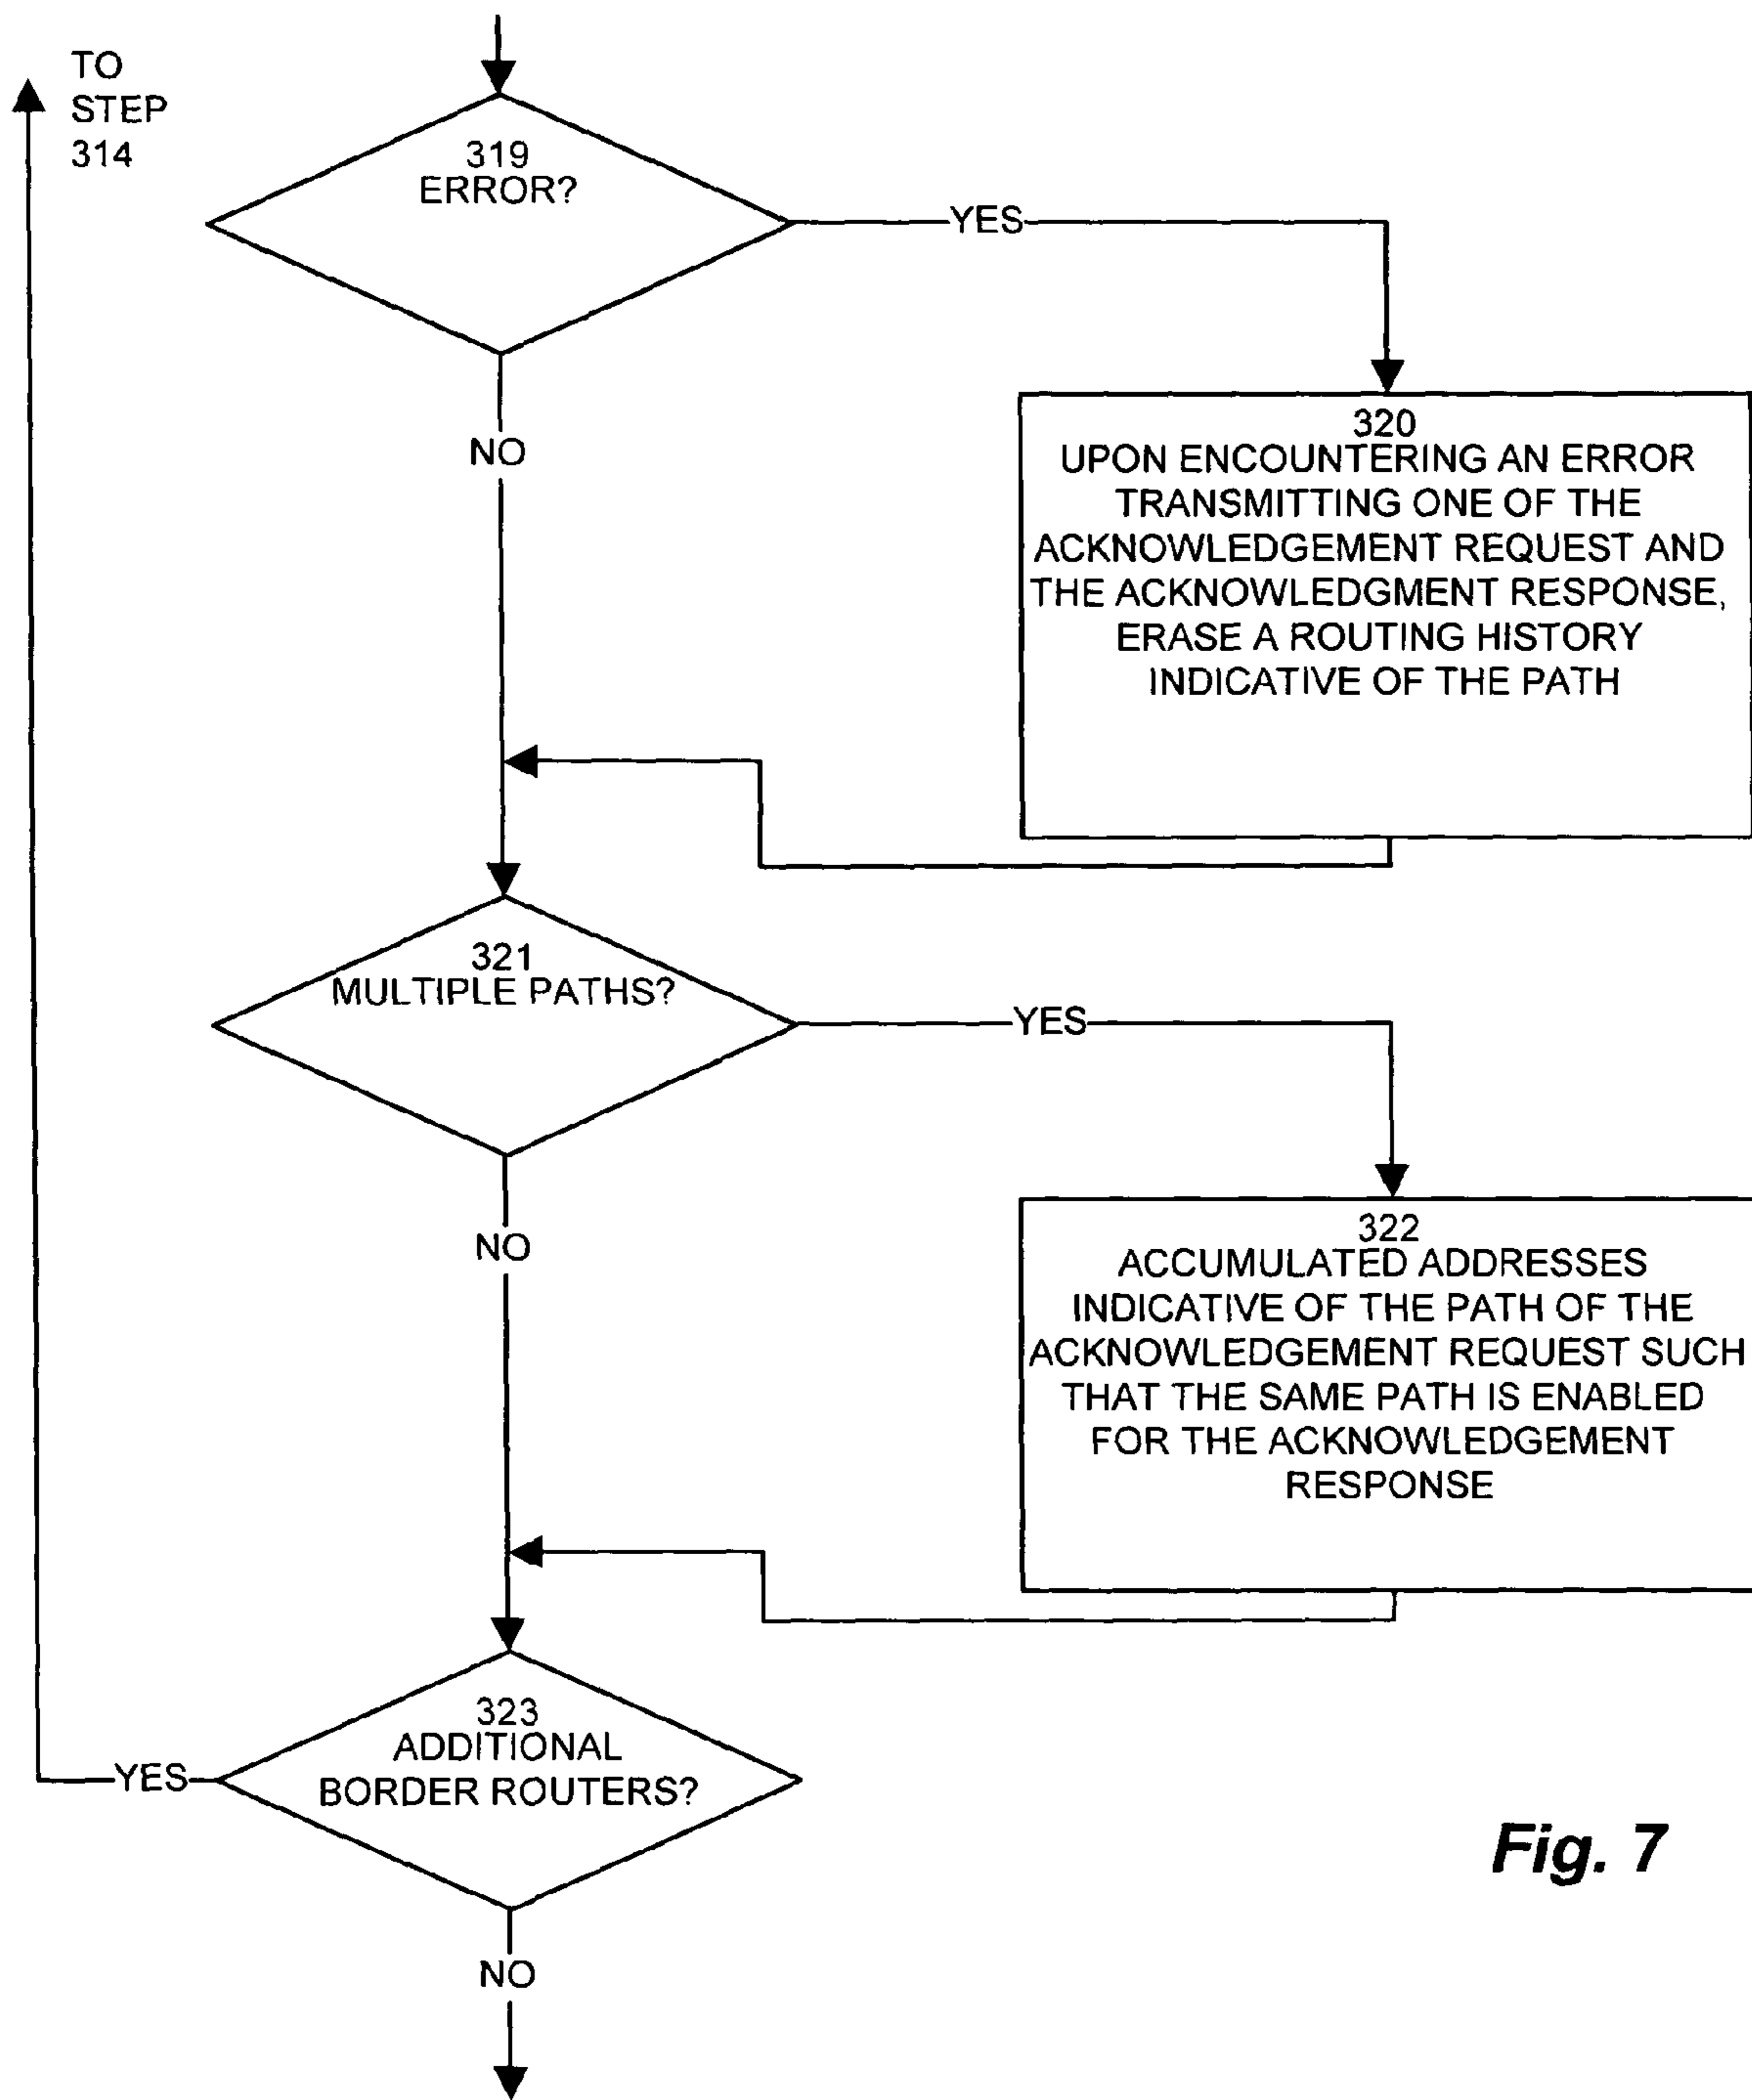 TO
STEP
314
319
ERROR?
YES
NO
320
UPON ENCOUNTERING AN ERROR
TRANSMITTING ONE OF THE
ACKNOWLEDGEMENT REQUEST AND
THE ACKNOWLEDGMENT RESPONSE,
ERASE A ROUTING HISTORY
INDICATIVE OF THE PATH
321
MULTIPLE PATHS?
YES
NO
322
ACCUMULATED ADDRESSES
INDICATIVE OF THE PATH OF THE
ACKNOWLEDGEMENT REQUEST SUCH
THAT THE SAME PATH IS ENABLED
FOR THE ACKNOWLEDGEMENT
RESPONSE
323
ADDITIONAL
BORDER ROUTERS?
YES
NO
Fig. 7